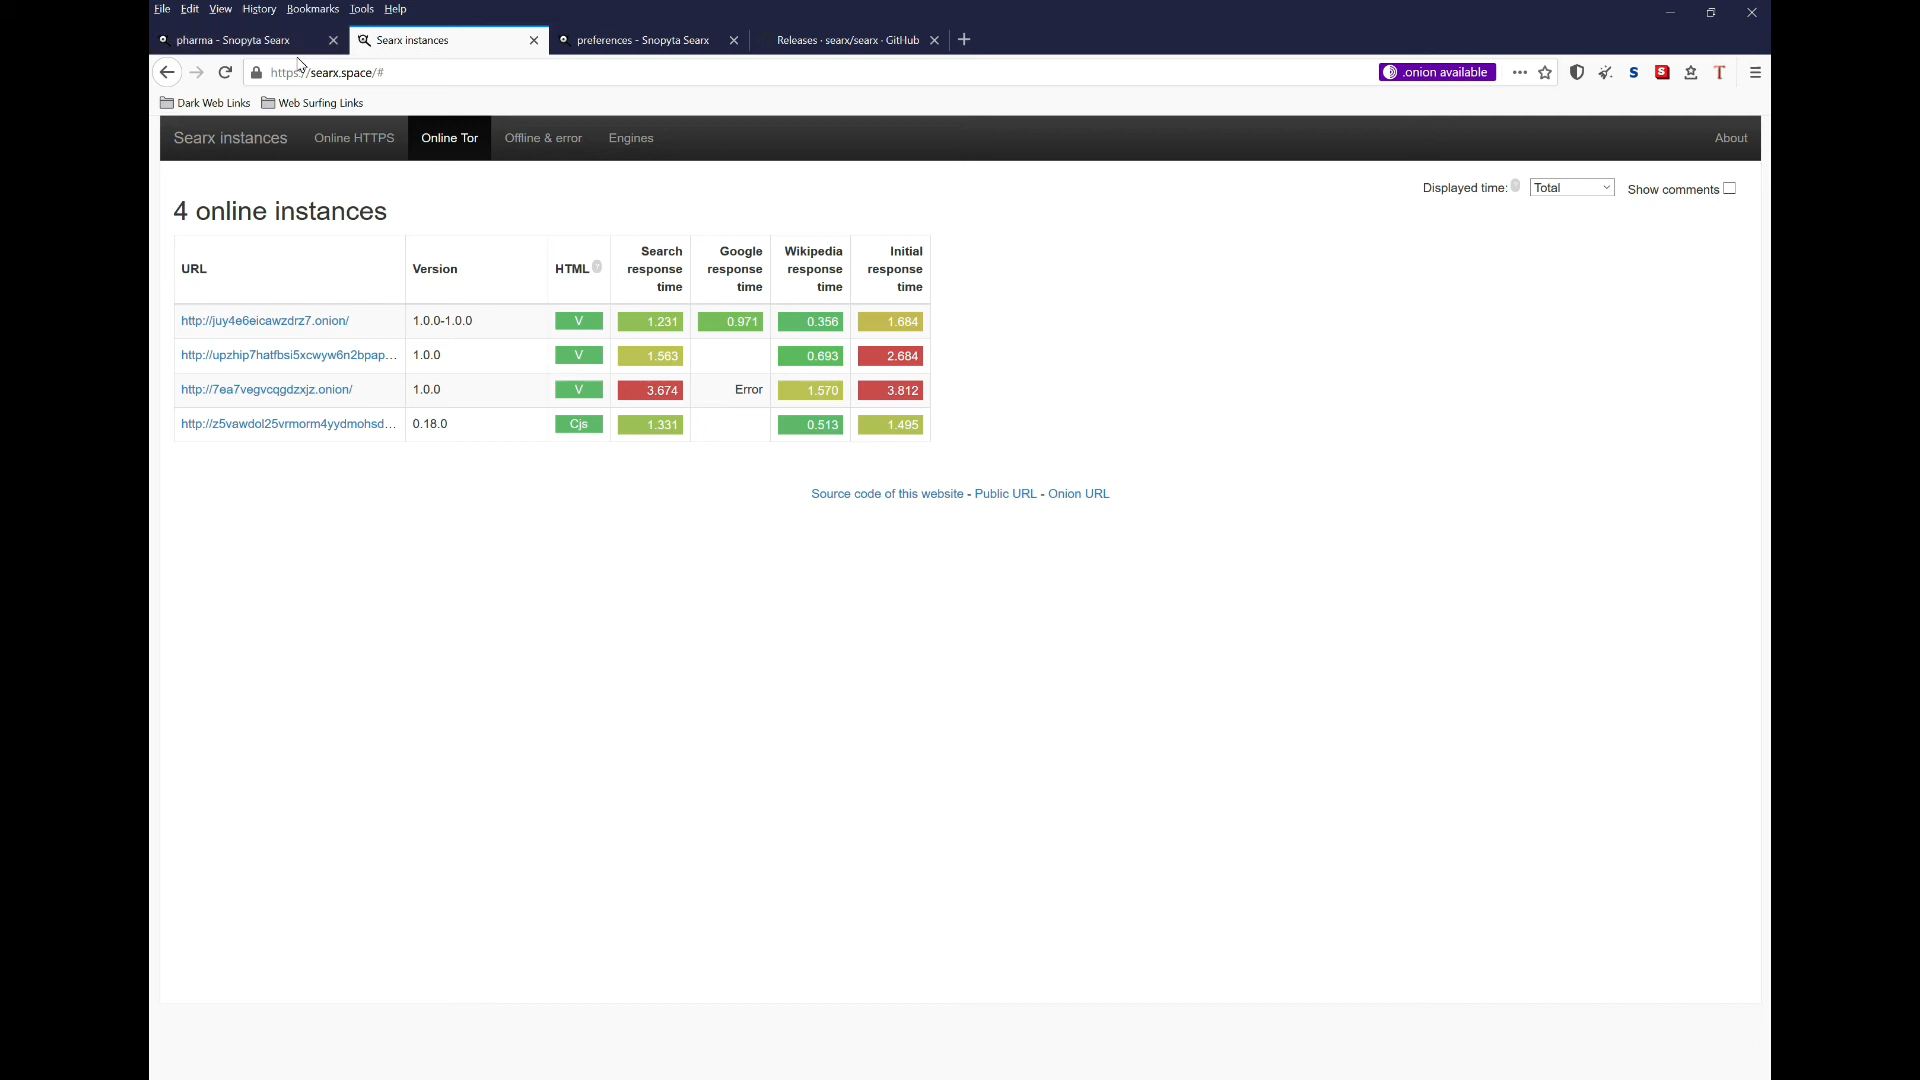 File Edit View History Bookmarks Tools Help
pharma - Snopyta Searx Searx instances preferences - Snopyta Searx Releases · searx/searx · GitHub
https://searx.space/# .onion available S S T
Dark Web Links Web Surfing Links
Searx instances Online HTTPS Online Tor Offline & error Engines About
Displayed time: ? Total Show comments
4 online instances
URL Version HTML ? Search response time Google response time Wikipedia response time Initial response time
http://juy4e6eicawzdrz7.onion/ 1.0.0-1.0.0 V 1.231 0.971 0.356 1.684
http://upzhip7hatfbsi5xcwyw6n2bpap... 1.0.0 V 1.563 0.693 2.684
http://7ea7vegvcqgdzxjz.onion/ 1.0.0 V 3.674 Error 1.570 3.812
http://z5vawdol25vrmorm4yydmohsd... 0.18.0 Cjs 1.331 0.513 1.495
Source code of this website - Public URL - Onion URL